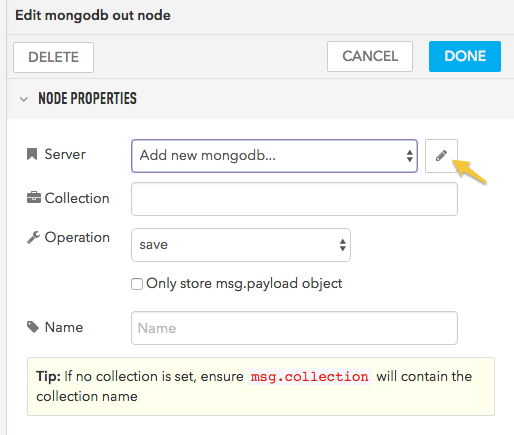 Edit mongodb out node
DELETE
CANCEL
DONE
NODE PROPERTIES
Server
Add new mongodb...
Collection
Operation
save
Only store msg.payload object
Name
Name
Tip: If no collection is set, ensure msg.collection will contain the
collection name